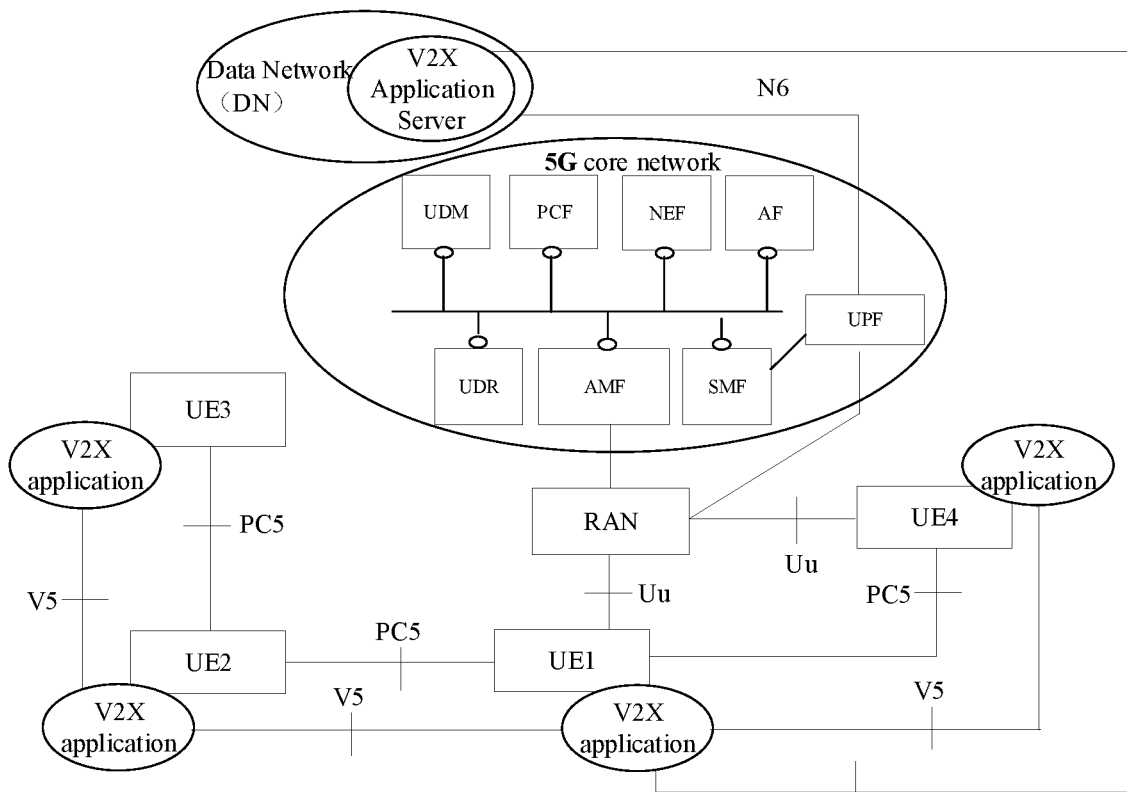 V2X
Application
Server
Data Network
（DN）
N6
5G core network
UDM
PCF
NEF
AF
UPF
UDR
AMF
SMF
UE3
V2X
application
PC5
V5
RAN
Uu
UE4
V2X
application
Uu
PC5
UE2
PC5
UE1
V2X
application
V5
V2X
application
V5